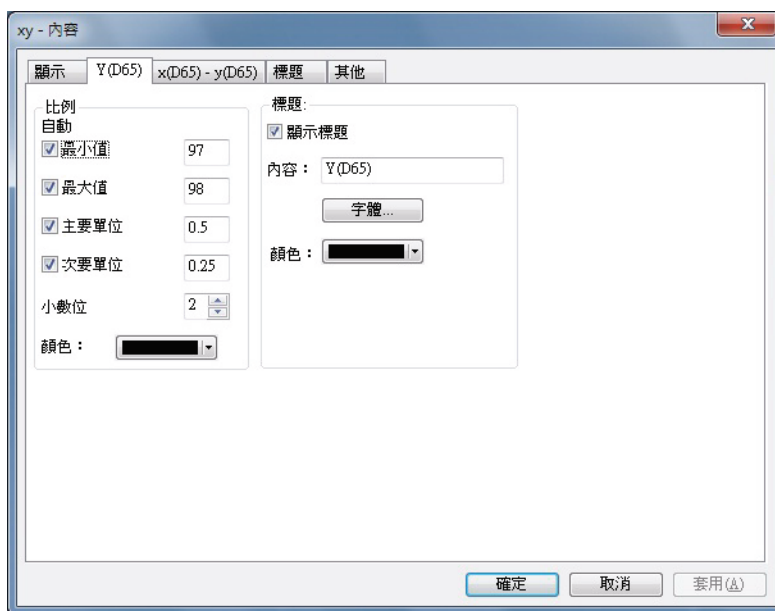 xy - 內容
顯示
Y(D65)
x(D65) - y(D65)
標題
其他
比例
自動
最小值 97
最大值 98
主要單位 0.5
次要單位 0.25
小數位 2
顏色：
標題:
顯示標題
內容： Y(D65)
字體...
顏色：
確定
取消
套用(A)